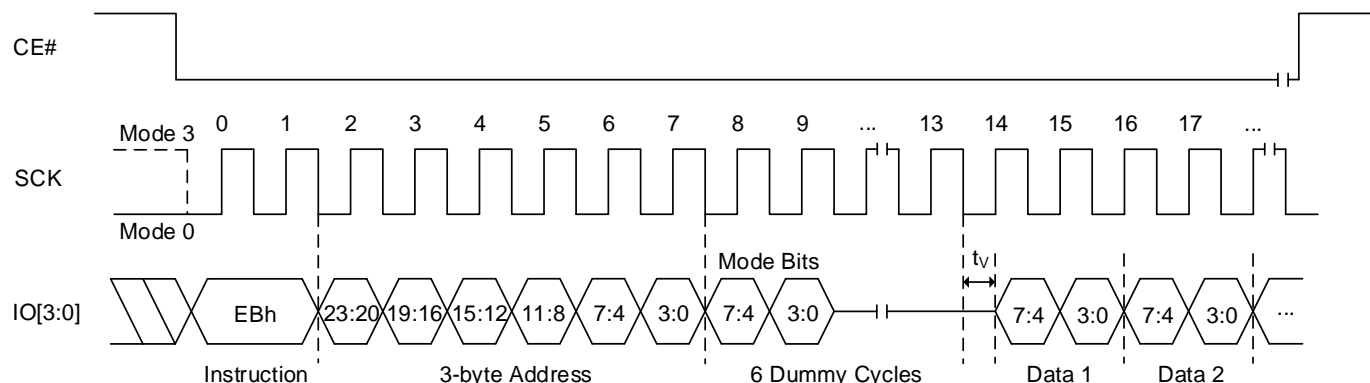 CE#
0 1 2 3 4 5 6 7 8 9 ... 13 14 15 16 17 ...
Mode 3
SCK
Mode 0
Mode Bits
tV
IO[3:0] EBh 23:20 19:16 15:12 11:8 7:4 3:0 7:4 3:0 7:4 3:0 7:4 3:0 ...
Instruction 3-byte Address 6 Dummy Cycles Data 1 Data 2